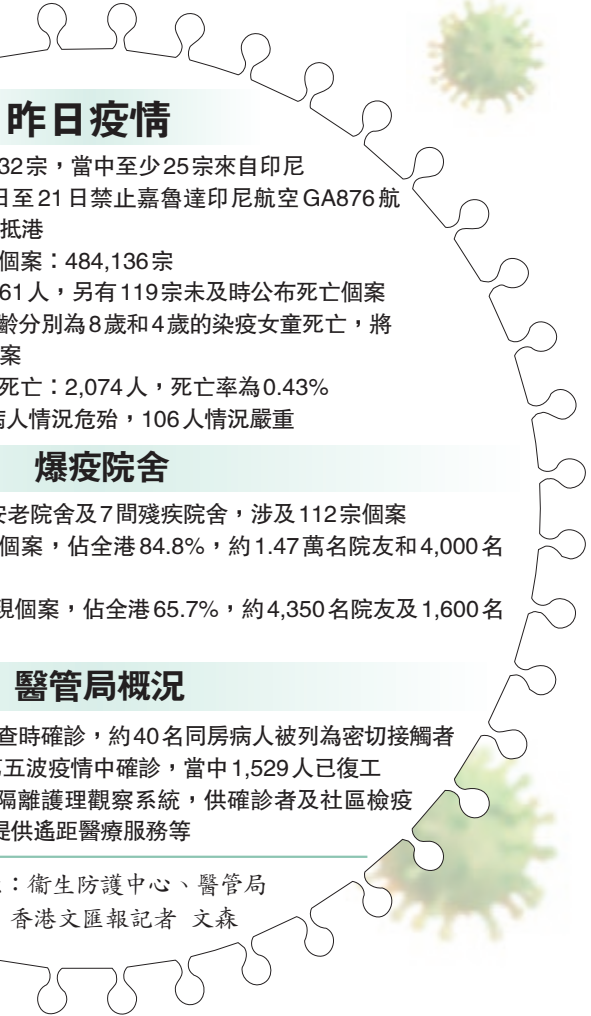 昨日疫情
32宗，當中至少25宗來自印尼
日至21日禁止嘉魯達印尼航空GA876航
抵港
個案：484,136宗
61人，另有119宗未及時公布死亡個案
齡分別為8歲和4歲的染疫女童死亡，將
案
死亡：2,074人，死亡率為0.43%
病人情況危殆，106人情況嚴重
爆疫院舍
安老院舍及7間殘疾院舍，涉及112宗個案
個案，佔全港84.8%，約1.47萬名院友和4,000名
現個案，佔全港65.7%，約4,350名院友及1,600名
醫管局概況
查時確診，約40名同房病人被列為密切接觸者
第五波疫情中確診，當中1,529人已復工
隔離護理觀察系統，供確診者及社區檢疫
提供遙距醫療服務等
：衞生防護中心、醫管局
香港文匯報記者 文森